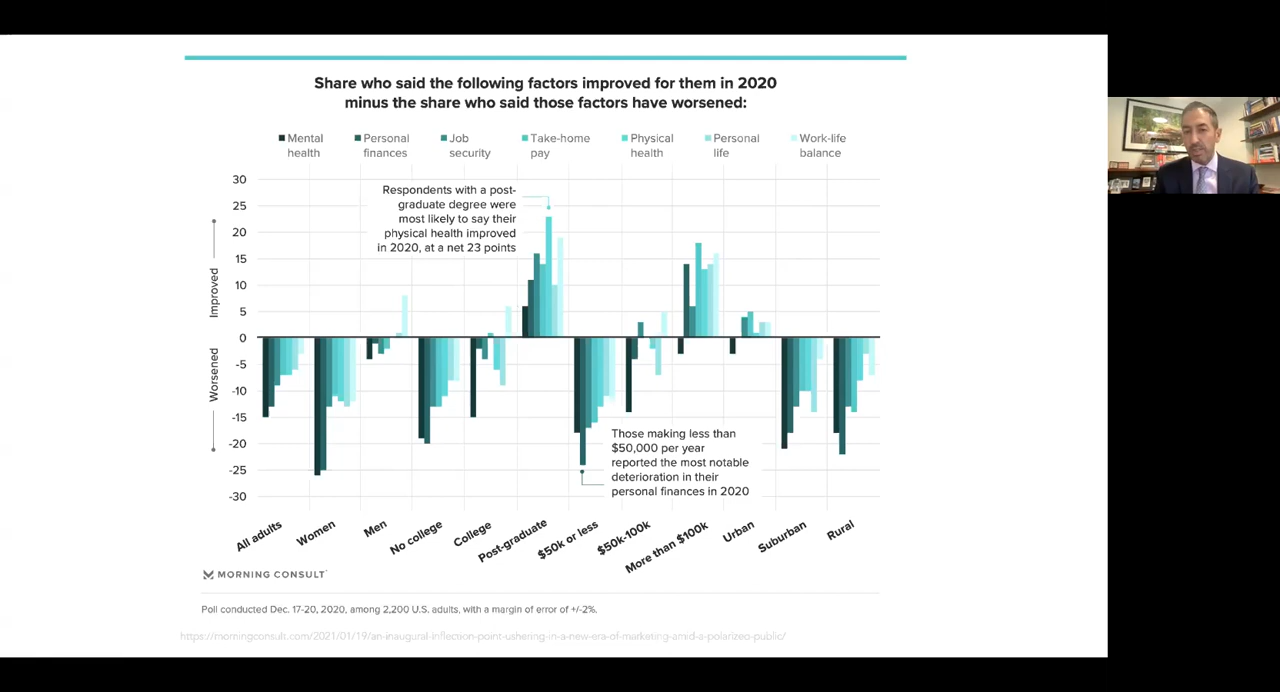 Share who said the following factors improved for them in 2020
minus the share who said those factors have worsened:
Mental health
Personal finances
Job security
Take-home pay
Physical health
Personal life
Work-life balance
30
25
20
15
10
5
0
-5
-10
-15
-20
-25
-30
Improved
Worsened
Respondents with a post-
graduate degree were
most likely to say their
physical health improved
in 2020, at a net 23 points
Those making less than
$50,000 per year
reported the most notable
deterioration in their
personal finances in 2020
All adults
Women
Men
No college
College
Post-graduate
$50k or less
$50k-100k
More than $100k
Urban
Suburban
Rural
MORNING CONSULT
Poll conducted Dec. 17-20, 2020, among 2,200 U.S. adults, with a margin of error of +/-2%.
https://morningconsult.com/2021/01/19/an-inaugural-inflection-point-ushering-in-a-new-era-of-marketing-amid-a-polarized-public/